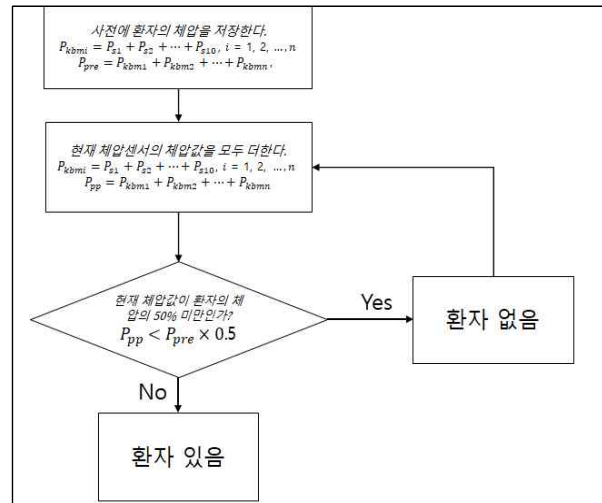 사전에 환자의 체압을 저장한다.
P_kbmi = P_s1 + P_s2 + ⋯ + P_s10, i = 1, 2, …, n
P_pre = P_kbm1 + P_kbm2 + ⋯ + P_kbmn,
현재 체압센서의 체압값을 모두 더한다.
P_kbmi = P_s1 + P_s2 + ⋯ + P_s10, i = 1, 2, …, n
P_pp = P_kbm1 + P_kbm2 + ⋯ + P_kbmn
현재 체압값이 환자의 체
압의 50% 미만인가?
P_pp < P_pre × 0.5
Yes
환자 없음
No
환자 있음